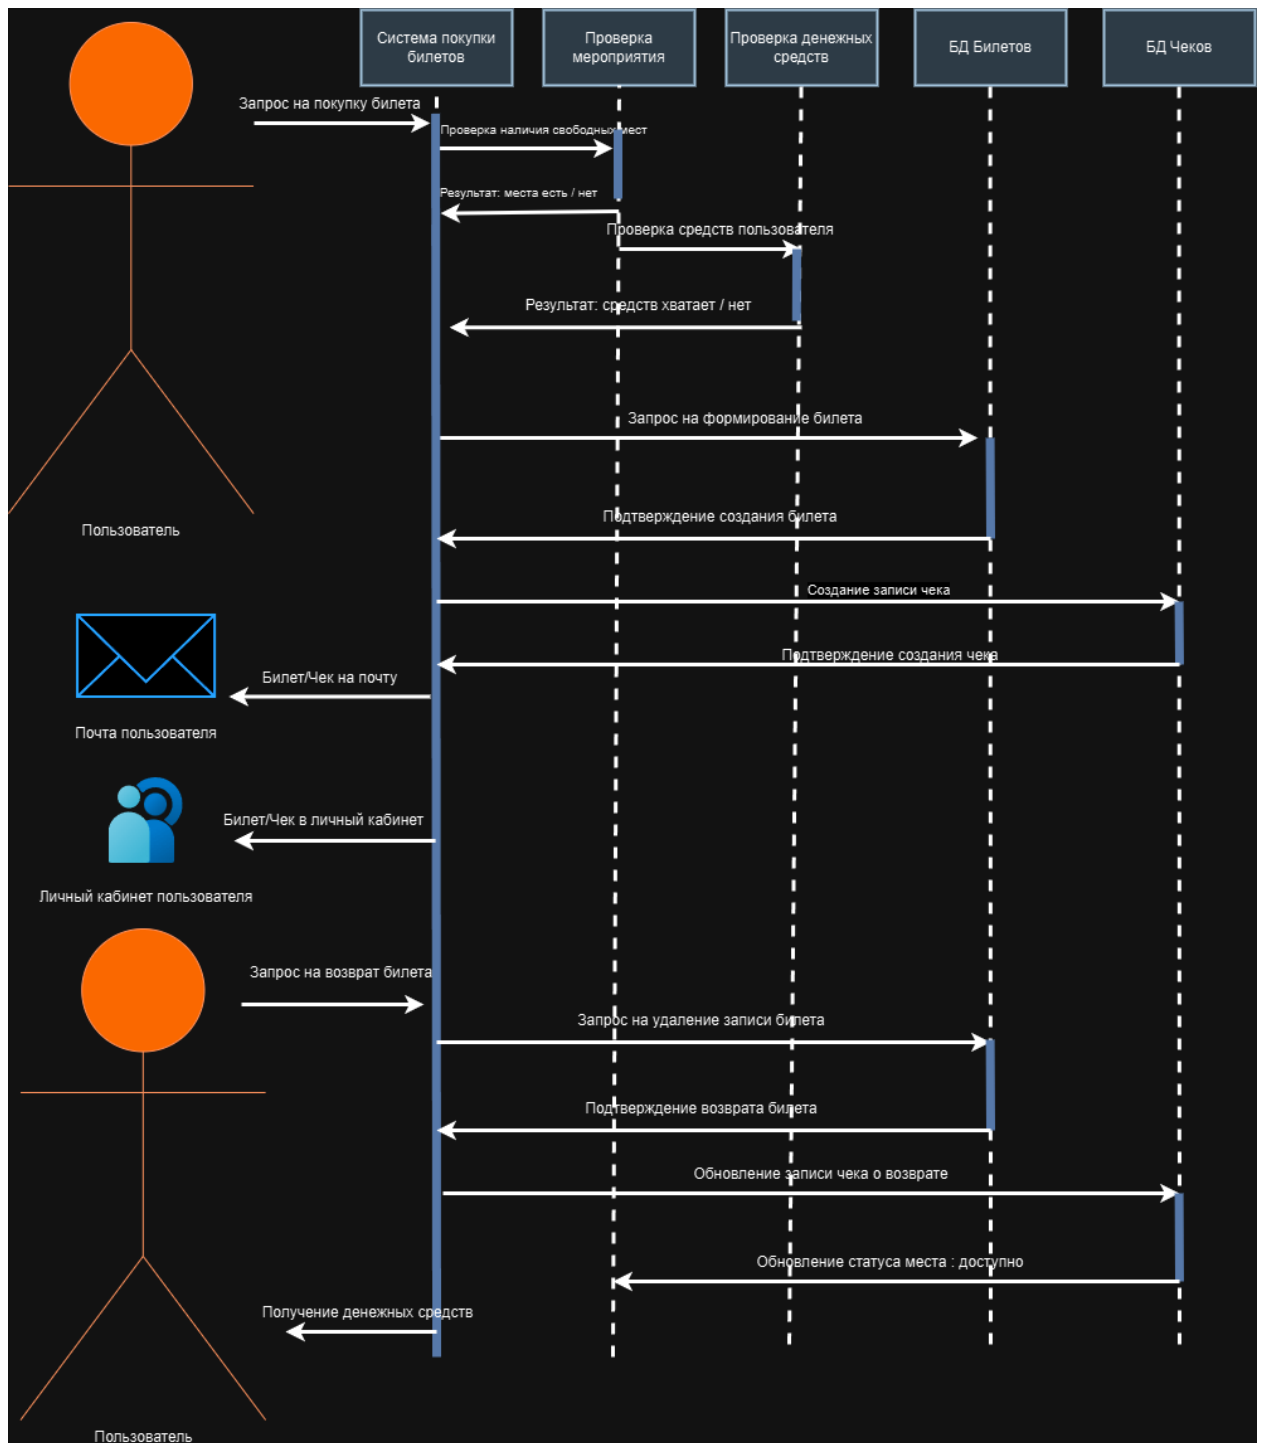 Система покупки
билетов
Проверка
мероприятия
Проверка денежных
средств
БД Билетов
БД Чеков
Запрос на покупку билета
Проверка наличия свободных мест
Результат: места есть / нет
Проверка средств пользователя
Результат: средств хватает / нет
Запрос на формирование билета
Подтверждение создания билета
Пользователь
Создание записи чека
Подтверждение создания чека
Билет/Чек на почту
Почта пользователя
Билет/Чек в личный кабинет
Личный кабинет пользователя
Запрос на возврат билета
Запрос на удаление записи билета
Подтверждение возврата билета
Обновление записи чека о возврате
Обновление статуса места : доступно
Получение денежных средств
Пользователь